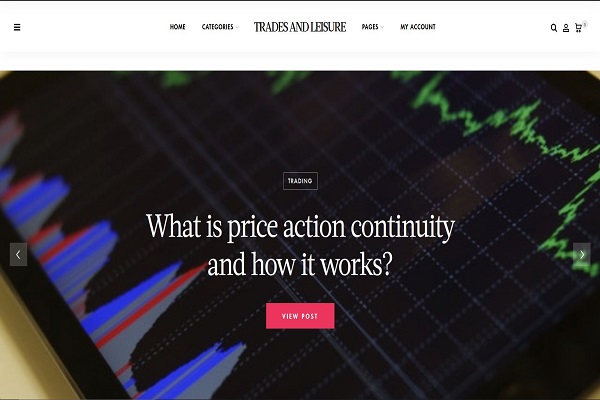 HOME
CATEGORIES
TRADES AND LEISURE
PAGES
MY ACCOUNT
0
TRADING
What is price action continuity
and how it works?
VIEW POST